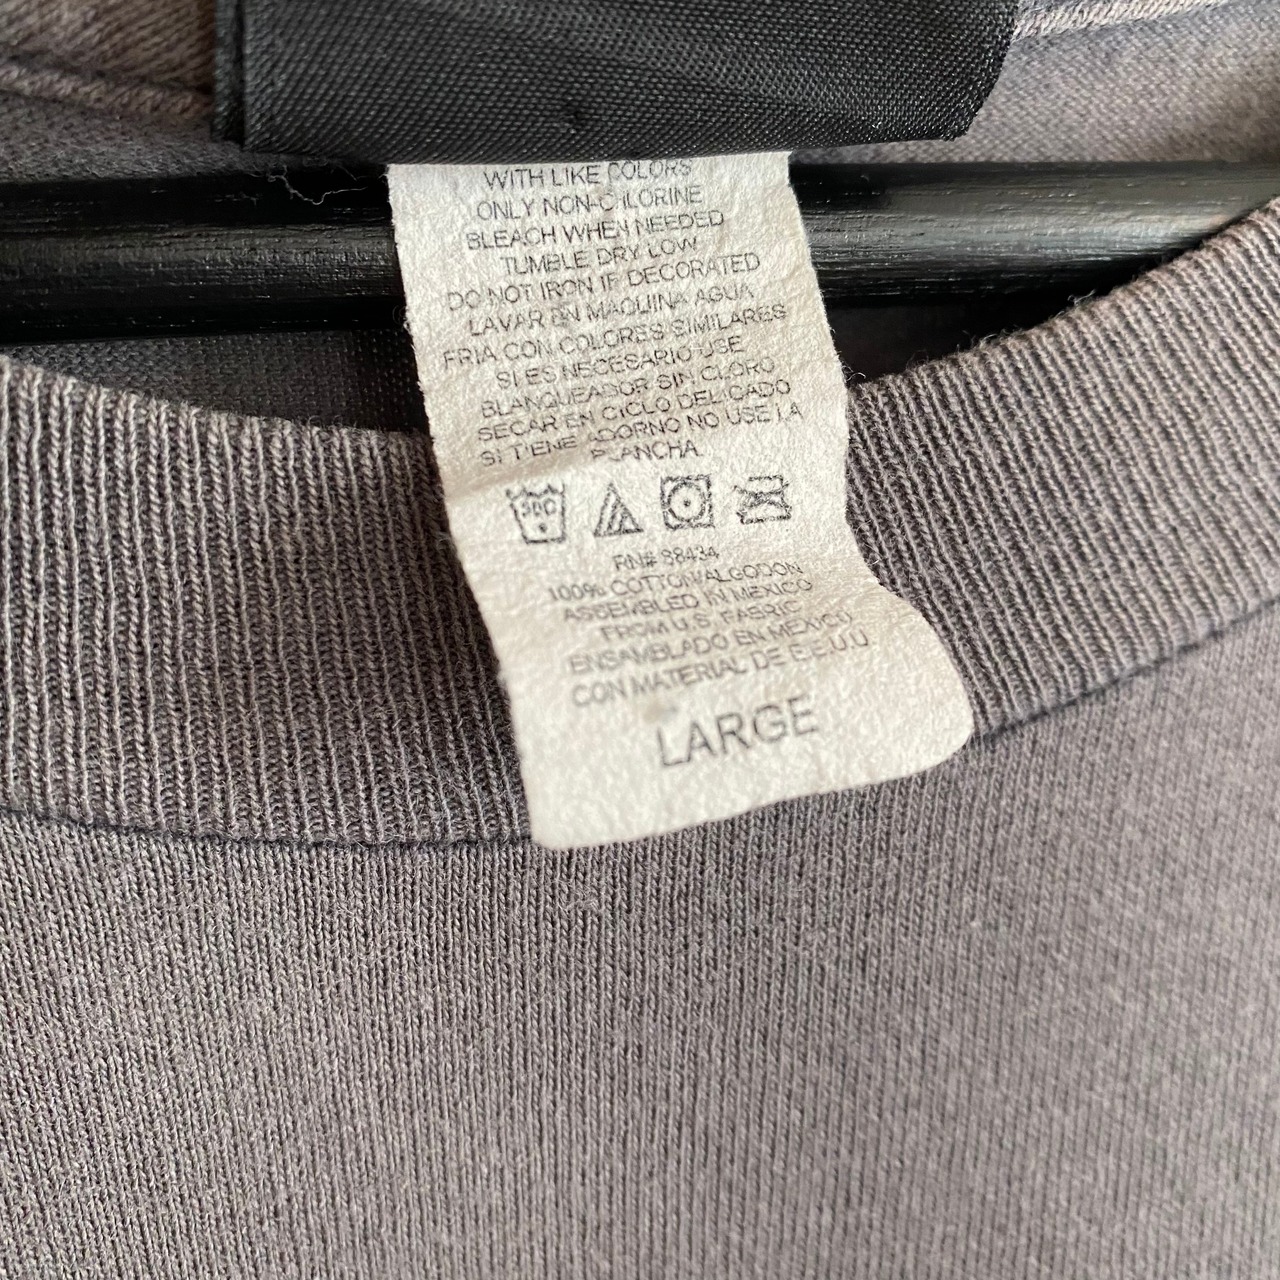 WITH LIKE COLORS
ONLY NON-CHLORINE
BLEACH WHEN NEEDED
TUMBLE DRY LOW
DO NOT IRON IF DECORATED
LAVAR EN MAQUINA AGUA
FRIA CON COLORES SIMILARES
SI ES NECESARIO USE
BLANQUEADOR SIN CLORO
SECAR EN CICLO DELICADO
SI TIENE ADORNO NO USE LA
PLANCHA.
30C
RN# 38434
100% COTTON/ALGODON
ASSEMBLED IN MEXICO
FROM U.S. FABRIC
ENSAMBLADO EN MEXICO
CON MATERIAL DE E.E.U.U.
LARGE